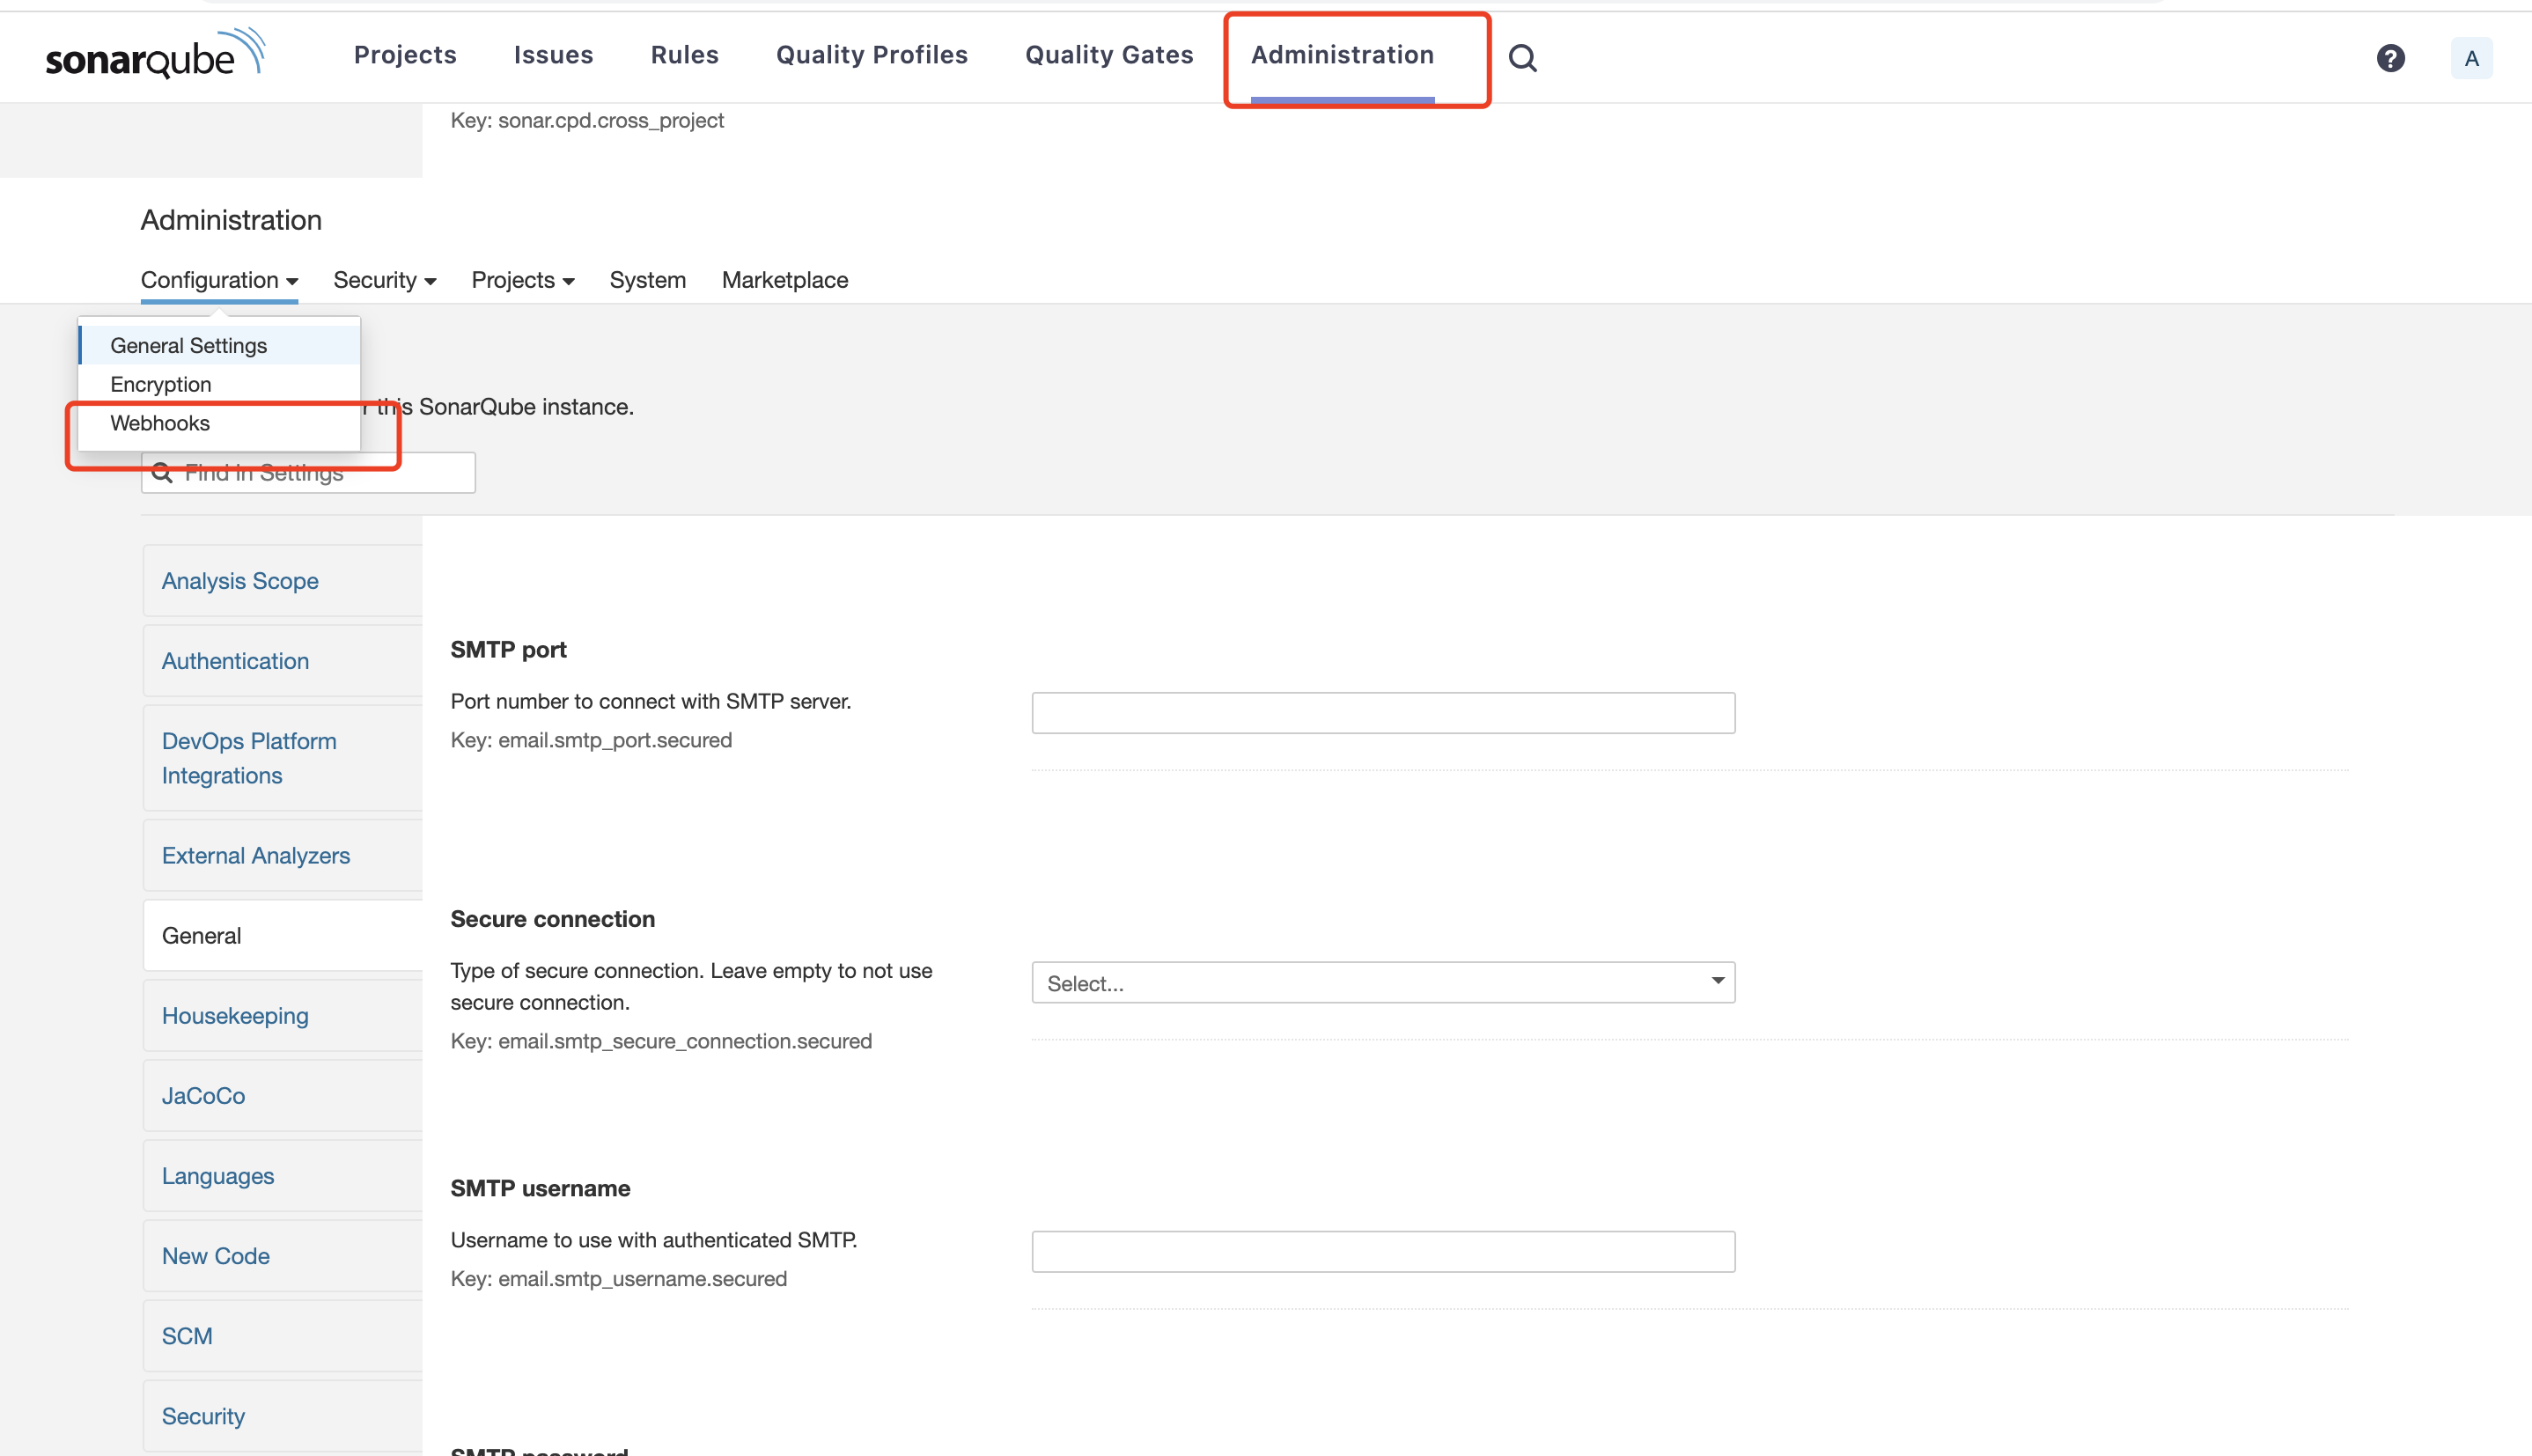 sonarqube Projects Issues Rules Quality Profiles Quality Gates Administration ? A
Key: sonar.cpd.cross_project
Administration
Configuration Security Projects System Marketplace
General Settings
Encryption
r this SonarQube instance.
Webhooks
Find in Settings
Analysis Scope
Authentication
DevOps Platform
Integrations
External Analyzers
General
Housekeeping
JaCoCo
Languages
New Code
SCM
Security
SMTP port
Port number to connect with SMTP server.
Key: email.smtp_port.secured
Secure connection
Type of secure connection. Leave empty to not use
secure connection.
Key: email.smtp_secure_connection.secured
Select...
SMTP username
Username to use with authenticated SMTP.
Key: email.smtp_username.secured
SMTP password